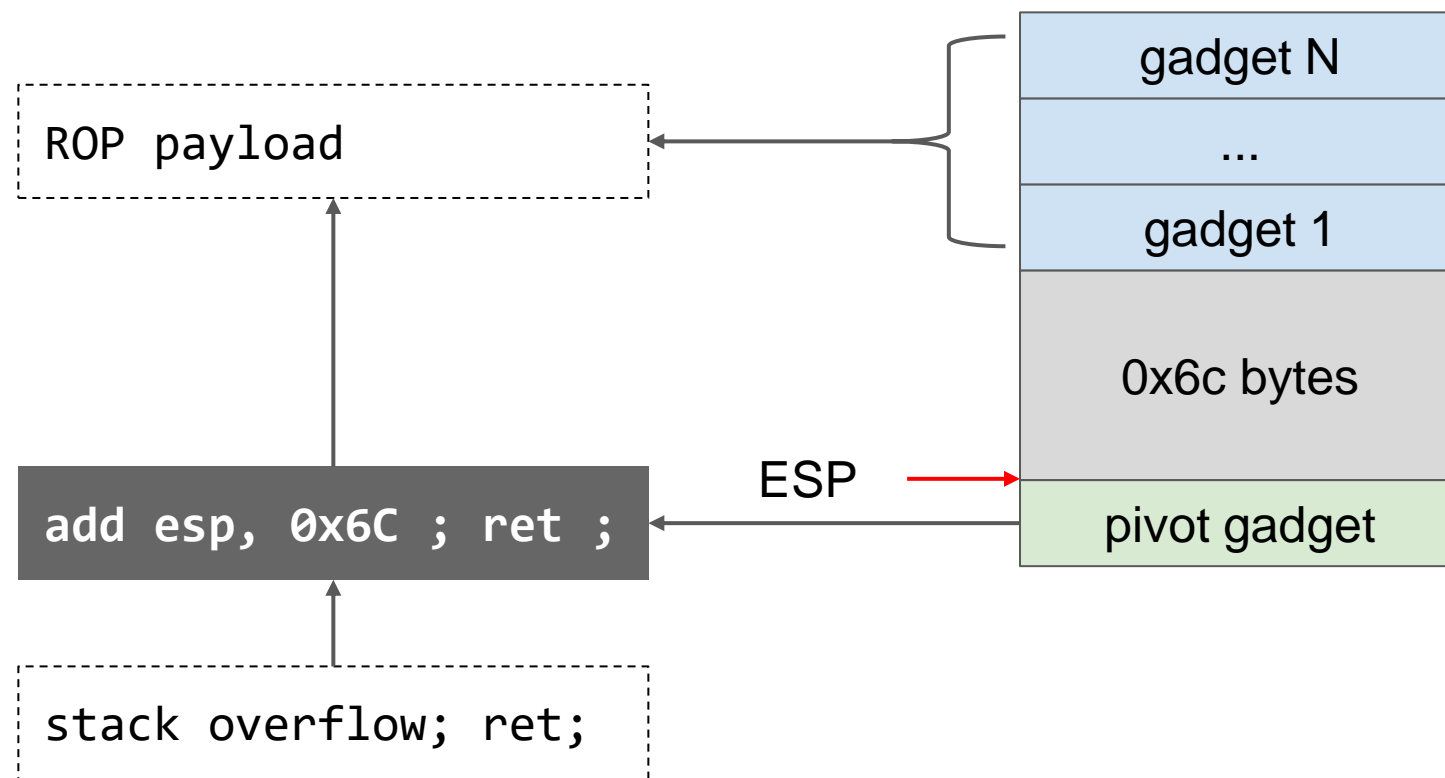 gadget N
ROP payload
...
gadget 1
0x6c bytes
ESP
add esp, 0x6C ; ret ;
pivot gadget
stack overflow; ret;